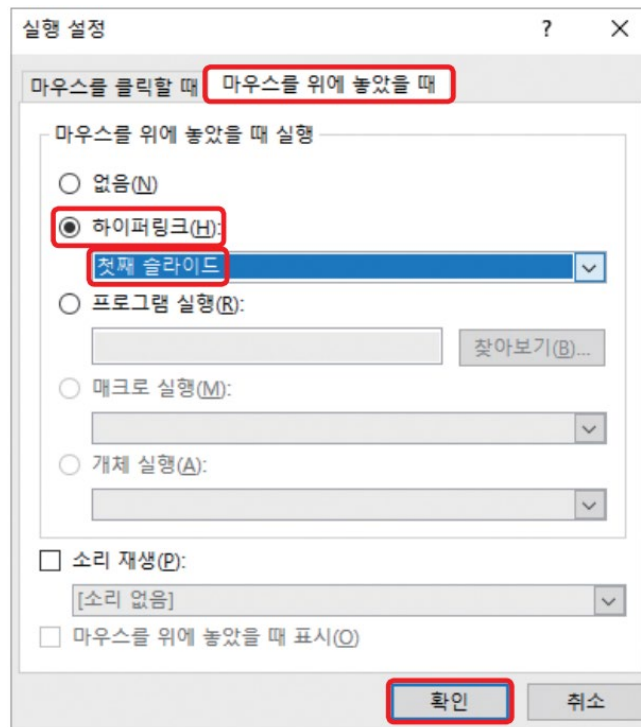 실행 설정
?
마우스를 클릭할 때 마우스를 위에 놓았을 때
마우스를 위에 놓았을 때 실행
없음(N)
하이퍼링크(H):
첫째 슬라이드
프로그램 실행(R):
찾아보기(B)...
매크로 실행(M):
개체 실행(A):
소리 재생(P):
[소리 없음]
마우스를 위에 놓았을 때 표시(O)
확인 취소